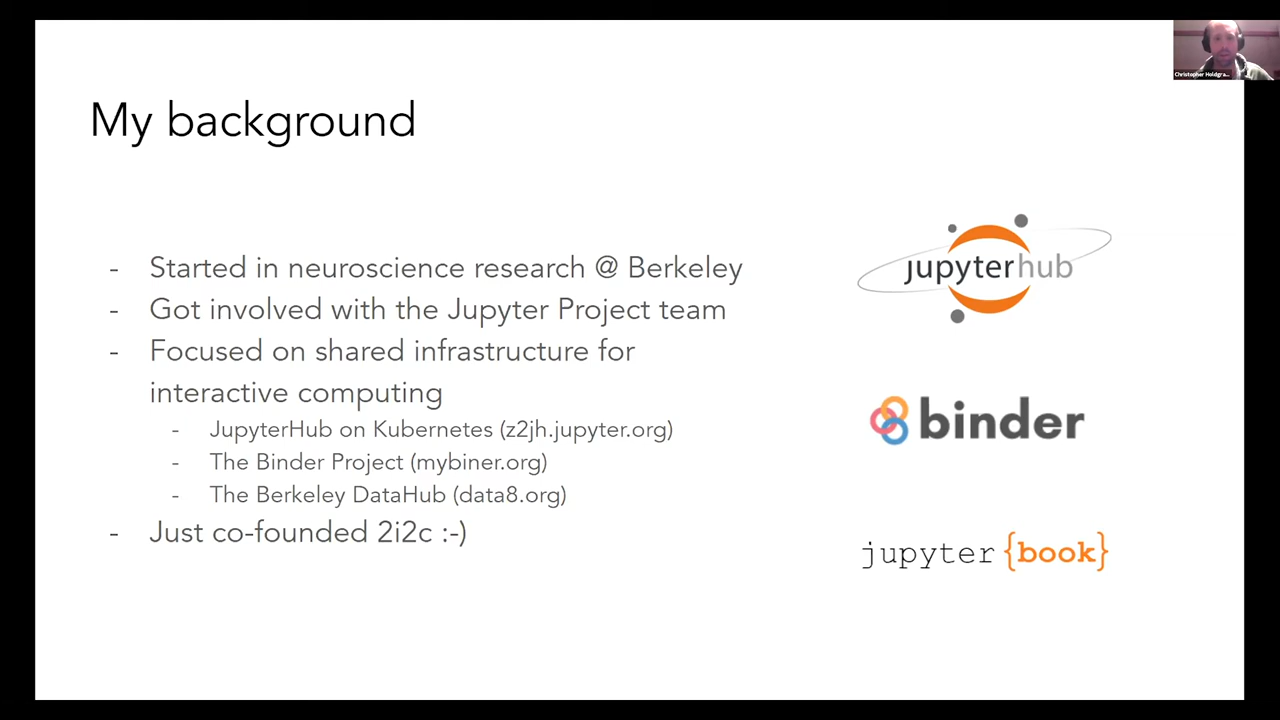 Christopher Holdgra...
My background
- Started in neuroscience research @ Berkeley
- Got involved with the Jupyter Project team
- Focused on shared infrastructure for
interactive computing
- JupyterHub on Kubernetes (z2jh.jupyter.org)
- The Binder Project (mybiner.org)
- The Berkeley DataHub (data8.org)
- Just co-founded 2i2c :-)
jupyterhub
binder
jupyter {book}